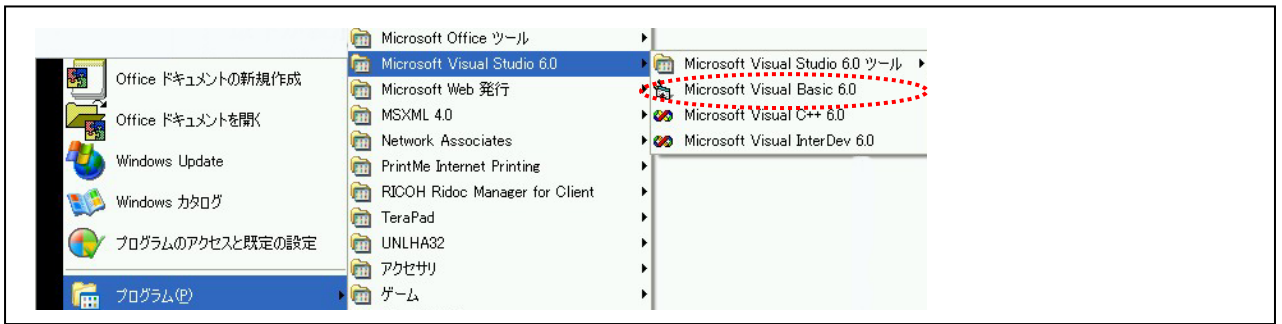 Office ドキュメントの新規作成
Office ドキュメントを開く
Windows Update
Windows カタログ
プログラムのアクセスと既定の設定
プログラム(P)
Microsoft Office ツール
Microsoft Visual Studio 6.0
Microsoft Web 発行
MSXML 4.0
Network Associates
PrintMe Internet Printing
RICOH Ridoc Manager for Client
TeraPad
UNLHA32
アクセサリ
ゲーム
Microsoft Visual Studio 6.0 ツール
Microsoft Visual Basic 6.0
Microsoft Visual C++ 6.0
Microsoft Visual InterDev 6.0